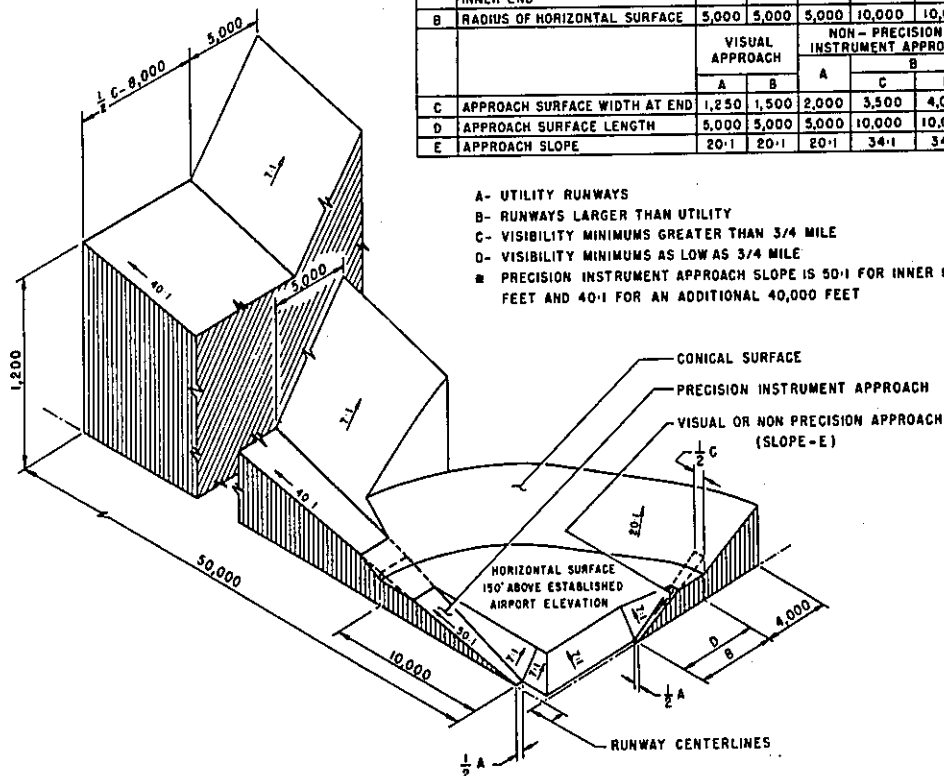 B RADIUS OF HORIZONTAL SURFACE 5,000 5,000 5,000 10,000
VISUAL APPROACH
NON-PRECISION
A B A B
C
C APPROACH SURFACE WIDTH AT END 1,250 1,500 2,000 3,500
D APPROACH SURFACE LENGTH 5,000 5,000 5,000 10,000
E APPROACH SLOPE 20:1 20:1 20:1 34:1
A- UTILITY RUNWAYS
B- RUNWAYS LARGER THAN UTILITY
C- VISIBILITY MINIMUMS GREATER THAN 3/4 MILE
D- VISIBILITY MINIMUMS AS LOW AS 3/4 MILE
* PRECISION INSTRUMENT APPROACH SLOPE IS 50:1 FOR INNER
FEET AND 40:1 FOR AN ADDITIONAL 40,000 FEET
5,000
1/2 C-8,000
7:1
40:1
5,000
1,200
7:1
40:1
CONICAL SURFACE
PRECISION INSTRUMENT APPROACH
VISUAL OR NON PRECISION APPROACH
(SLOPE-E)
1/2 C
20:1
HORIZONTAL SURFACE
150' ABOVE ESTABLISHED
AIRPORT ELEVATION
50,000
50:1
7:1
7:1
7:1
7:1
4,000
D
B
10,000
1/2 A
RUNWAY CENTERLINES
1/2 A